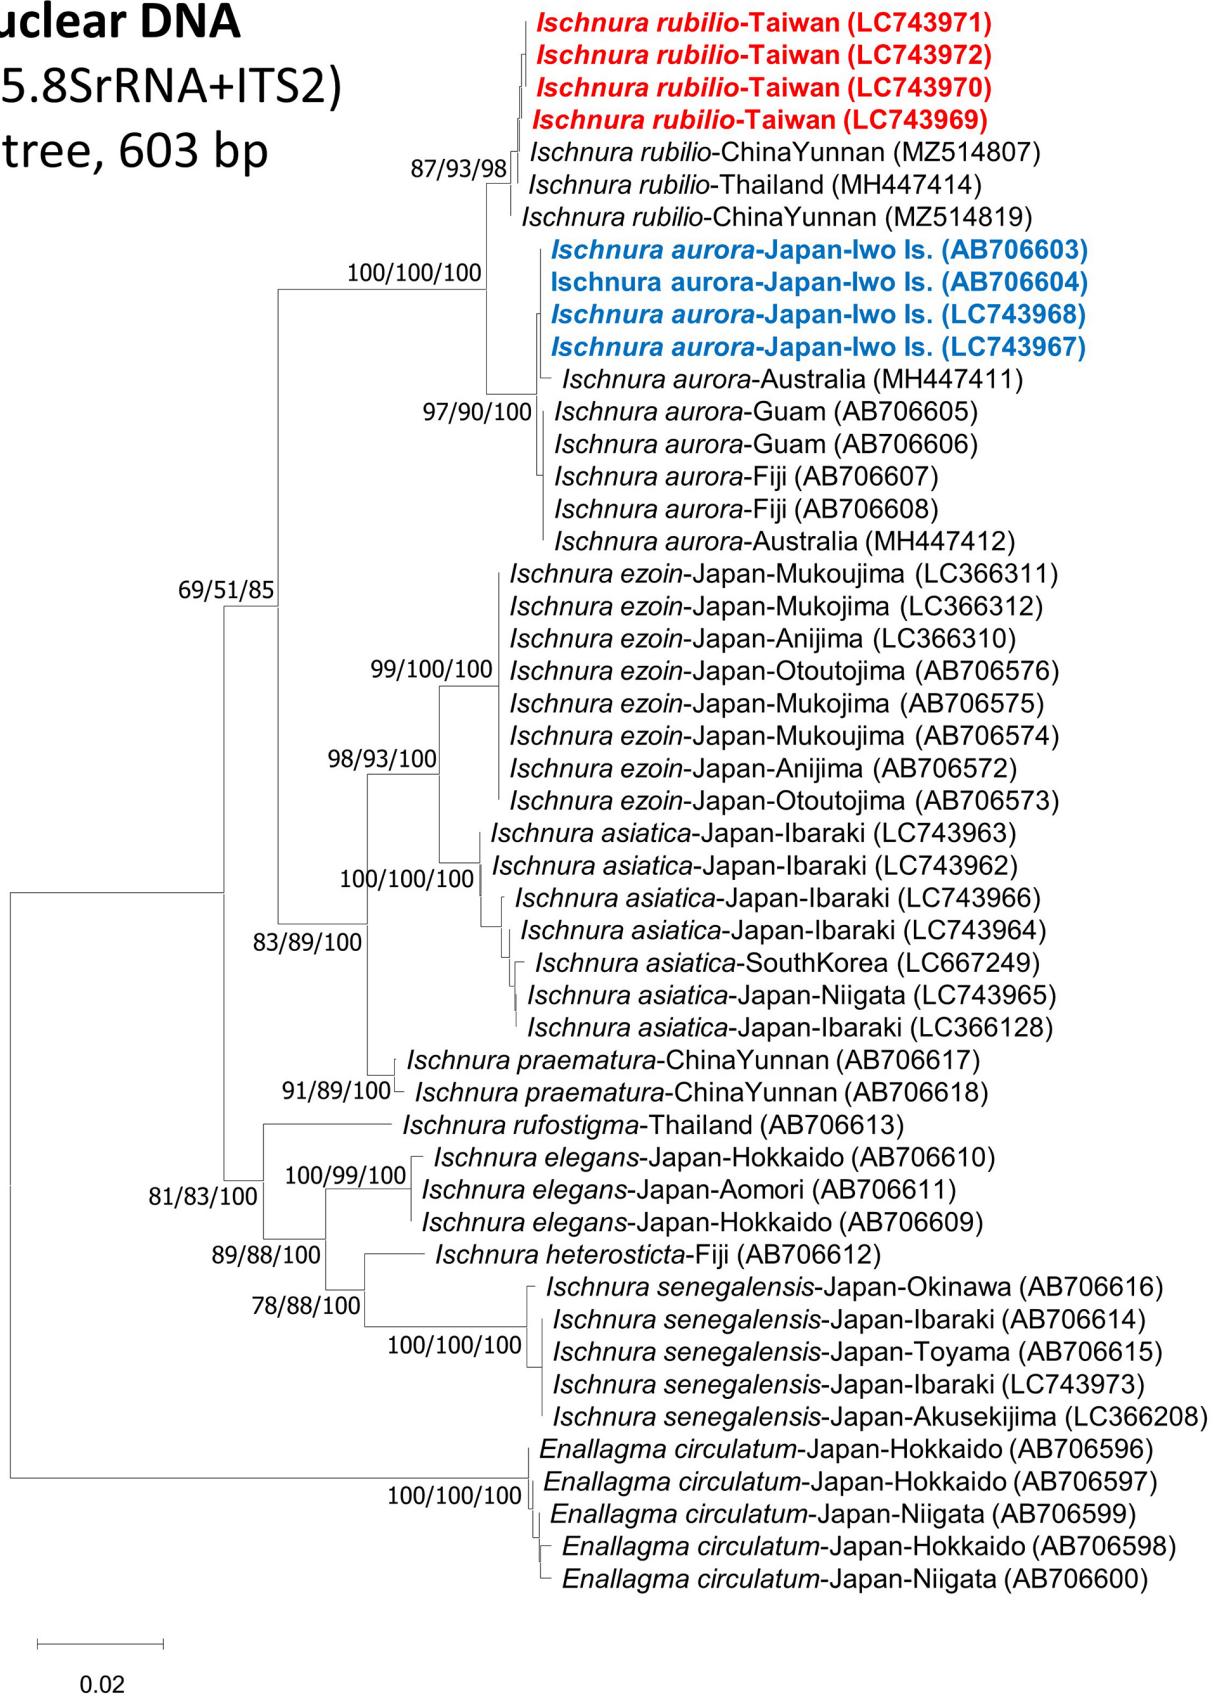 uclear DNA
5.8SrRNA+ITS2)
tree, 603 bp
Ischnura rubilio-Taiwan (LC743971)
Ischnura rubilio-Taiwan (LC743972)
Ischnura rubilio-Taiwan (LC743970)
Ischnura rubilio-Taiwan (LC743969)
Ischnura rubilio-ChinaYunnan (MZ514807)
87/93/98
Ischnura rubilio-Thailand (MH447414)
Ischnura rubilio-ChinaYunnan (MZ514819)
Ischnura aurora-Japan-Iwo Is. (AB706603)
100/100/100
Ischnura aurora-Japan-Iwo Is. (AB706604)
Ischnura aurora-Japan-Iwo Is. (LC743968)
Ischnura aurora-Japan-Iwo Is. (LC743967)
Ischnura aurora-Australia (MH447411)
97/90/100
Ischnura aurora-Guam (AB706605)
Ischnura aurora-Guam (AB706606)
Ischnura aurora-Fiji (AB706607)
Ischnura aurora-Fiji (AB706608)
Ischnura aurora-Australia (MH447412)
Ischnura ezoin-Japan-Mukoujima (LC366311)
69/51/85
Ischnura ezoin-Japan-Mukojima (LC366312)
Ischnura ezoin-Japan-Anijima (LC366310)
99/100/100
Ischnura ezoin-Japan-Otoutojima (AB706576)
Ischnura ezoin-Japan-Mukojima (AB706575)
Ischnura ezoin-Japan-Mukoujima (AB706574)
98/93/100
Ischnura ezoin-Japan-Anijima (AB706572)
Ischnura ezoin-Japan-Otoutojima (AB706573)
Ischnura asiatica-Japan-Ibaraki (LC743963)
Ischnura asiatica-Japan-Ibaraki (LC743962)
100/100/100
Ischnura asiatica-Japan-Ibaraki (LC743966)
Ischnura asiatica-Japan-Ibaraki (LC743964)
83/89/100
Ischnura asiatica-SouthKorea (LC667249)
Ischnura asiatica-Japan-Niigata (LC743965)
Ischnura asiatica-Japan-Ibaraki (LC366128)
Ischnura praematura-ChinaYunnan (AB706617)
91/89/100
Ischnura praematura-ChinaYunnan (AB706618)
Ischnura rufostigma-Thailand (AB706613)
Ischnura elegans-Japan-Hokkaido (AB706610)
100/99/100
Ischnura elegans-Japan-Aomori (AB706611)
81/83/100
Ischnura elegans-Japan-Hokkaido (AB706609)
89/88/100
Ischnura heterosticta-Fiji (AB706612)
Ischnura senegalensis-Japan-Okinawa (AB706616)
78/88/100
Ischnura senegalensis-Japan-Ibaraki (AB706614)
100/100/100
Ischnura senegalensis-Japan-Toyama (AB706615)
Ischnura senegalensis-Japan-Ibaraki (LC743973)
Ischnura senegalensis-Japan-Akusekijima (LC366208)
Enallagma circulatum-Japan-Hokkaido (AB706596)
Enallagma circulatum-Japan-Hokkaido (AB706597)
100/100/100
Enallagma circulatum-Japan-Niigata (AB706599)
Enallagma circulatum-Japan-Hokkaido (AB706598)
Enallagma circulatum-Japan-Niigata (AB706600)
0.02